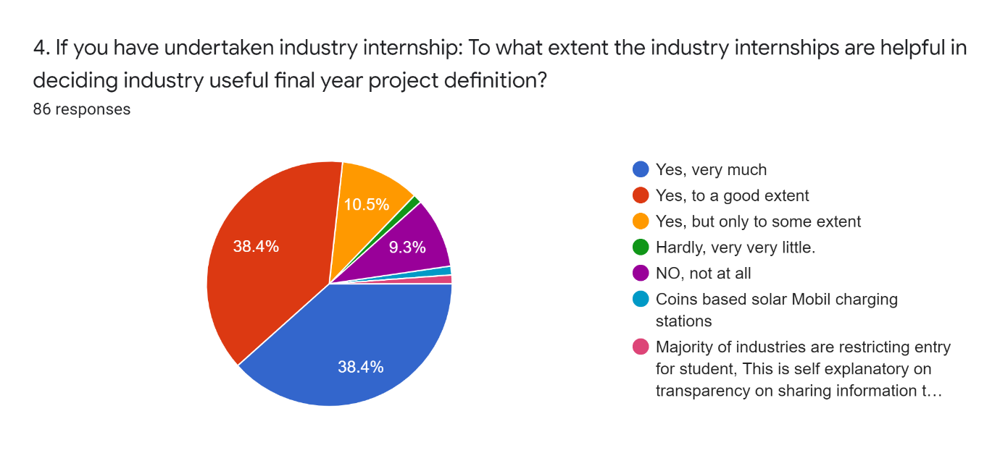 4. If you have undertaken industry internship: To what extent the industry internships are helpful in
deciding industry useful final year project definition?
86 responses
10.5%
38.4%
9.3%
38.4%
Yes, very much
Yes, to a good extent
Yes, but only to some extent
Hardly, very very little.
NO, not at all
Coins based solar Mobil charging
stations
Majority of industries are restricting entry
for student, This is self explanatory on
transparency on sharing information t…